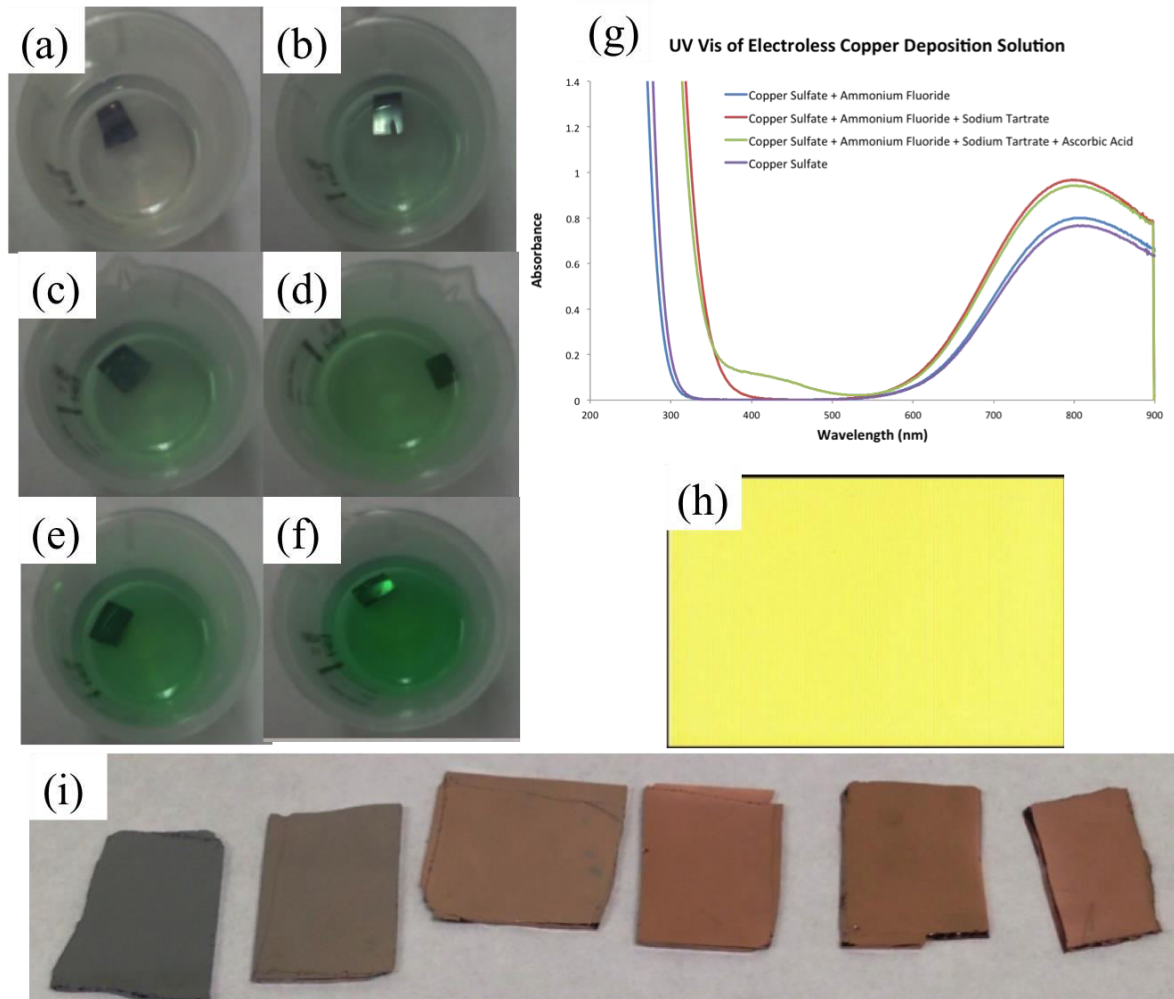 (a)
(b)
(c)
(d)
(e)
(f)
(g)
UV Vis of Electroless Copper Deposition Solution
1.4
1.2
1
0.8
0.6
0.4
0.2
0
Absorbance
Copper Sulfate + Ammonium Fluoride
Copper Sulfate + Ammonium Fluoride + Sodium Tartrate
Copper Sulfate + Ammonium Fluoride + Sodium Tartrate + Ascorbic Acid
Copper Sulfate
200 300 400 500 600 700 800 900
Wavelength (nm)
(h)
(i)